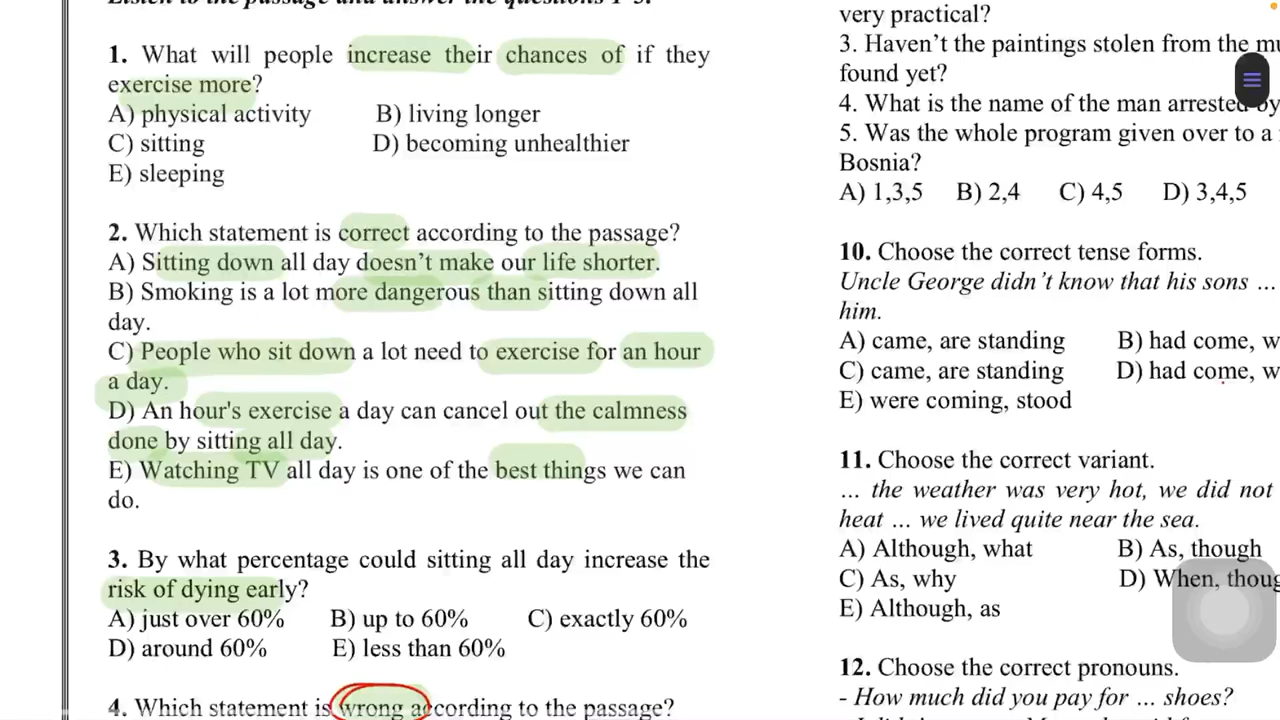 Listen to the passage and answer the questions 1-5.
1. What will people increase their chances of if they
exercise more?
A) physical activity B) living longer
C) sitting D) becoming unhealthier
E) sleeping
2. Which statement is correct according to the passage?
A) Sitting down all day doesn’t make our life shorter.
B) Smoking is a lot more dangerous than sitting down all
day.
C) People who sit down a lot need to exercise for an hour
a day.
D) An hour's exercise a day can cancel out the calmness
done by sitting all day.
E) Watching TV all day is one of the best things we can
do.
3. By what percentage could sitting all day increase the
risk of dying early?
A) just over 60% B) up to 60% C) exactly 60%
D) around 60% E) less than 60%
4. Which statement is wrong according to the passage?
very practical?
3. Haven’t the paintings stolen from the
found yet?
4. What is the name of the man arrested by
5. Was the whole program given over to a
Bosnia?
A) 1,3,5 B) 2,4 C) 4,5 D) 3,4,5
10. Choose the correct tense forms.
Uncle George didn’t know that his sons ...
him.
A) came, are standing B) had come, w
C) came, are standing D) had come, w
E) were coming, stood
11. Choose the correct variant.
... the weather was very hot, we did not
heat ... we lived quite near the sea.
A) Although, what B) As, though
C) As, why D) When, thoug
E) Although, as
12. Choose the correct pronouns.
- How much did you pay for ... shoes?